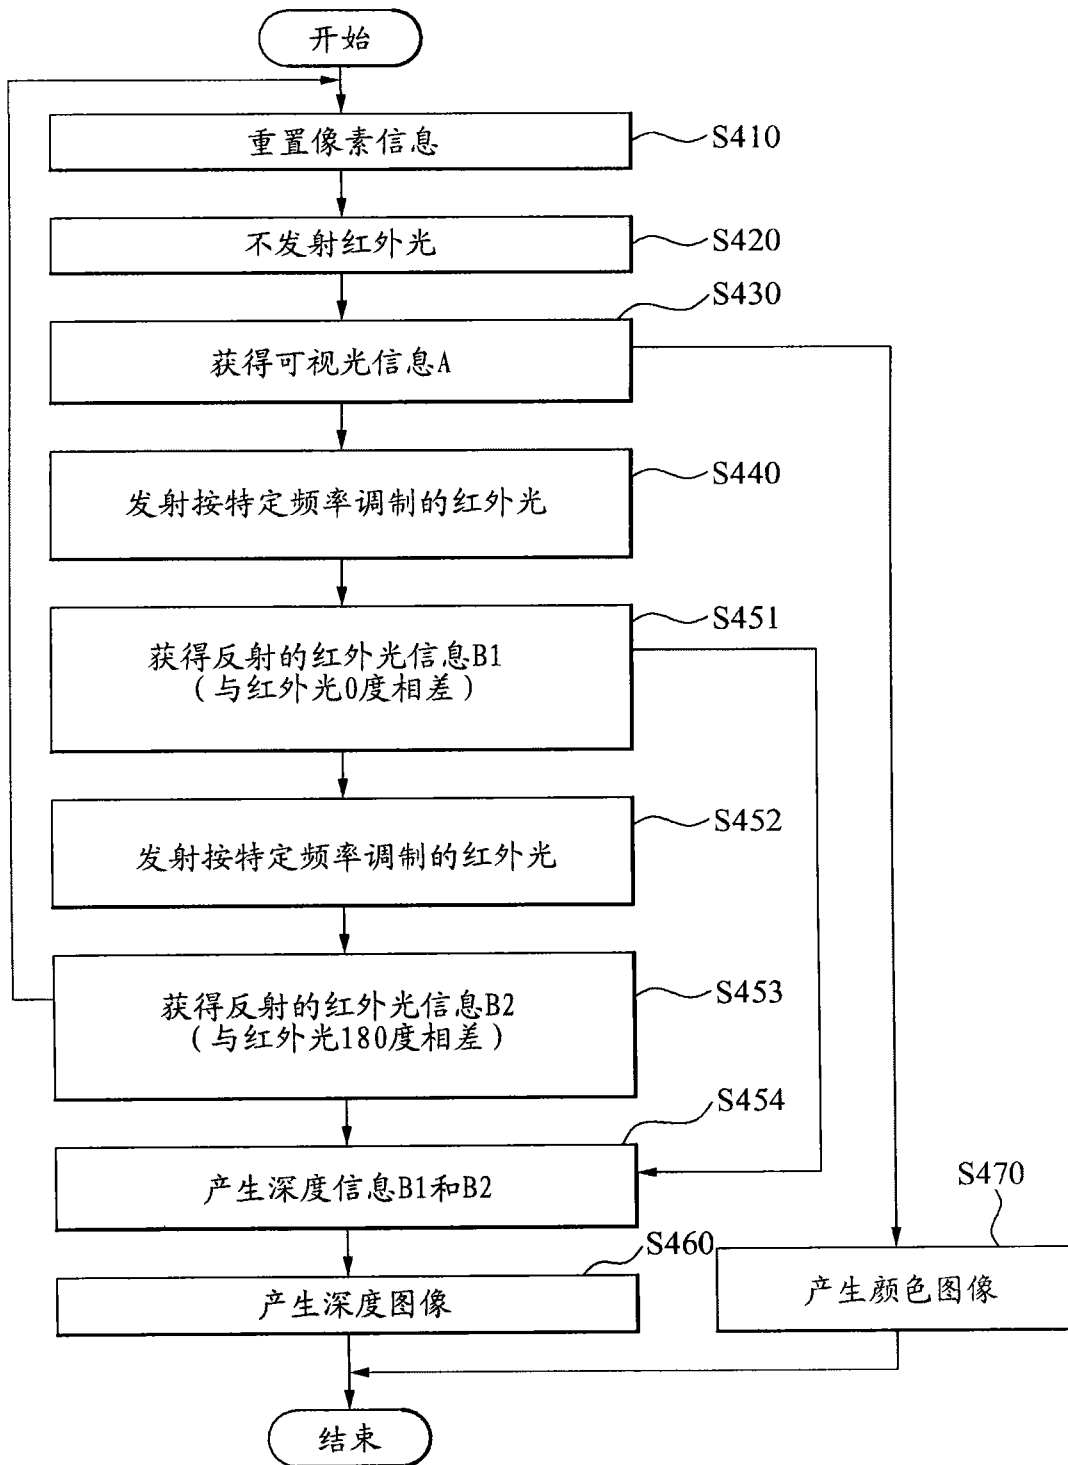 开始
重置像素信息
S410
不发射红外光
S420
S430
获得可视光信息A
S440
发射按特定频率调制的红外光
S451
获得反射的红外光信息B1
(与红外光0度相差)
S452
发射按特定频率调制的红外光
获得反射的红外光信息B2
(与红外光180度相差)
S453
S454
产生深度信息B1和B2
S470
S460
产生深度图像
产生颜色图像
结束